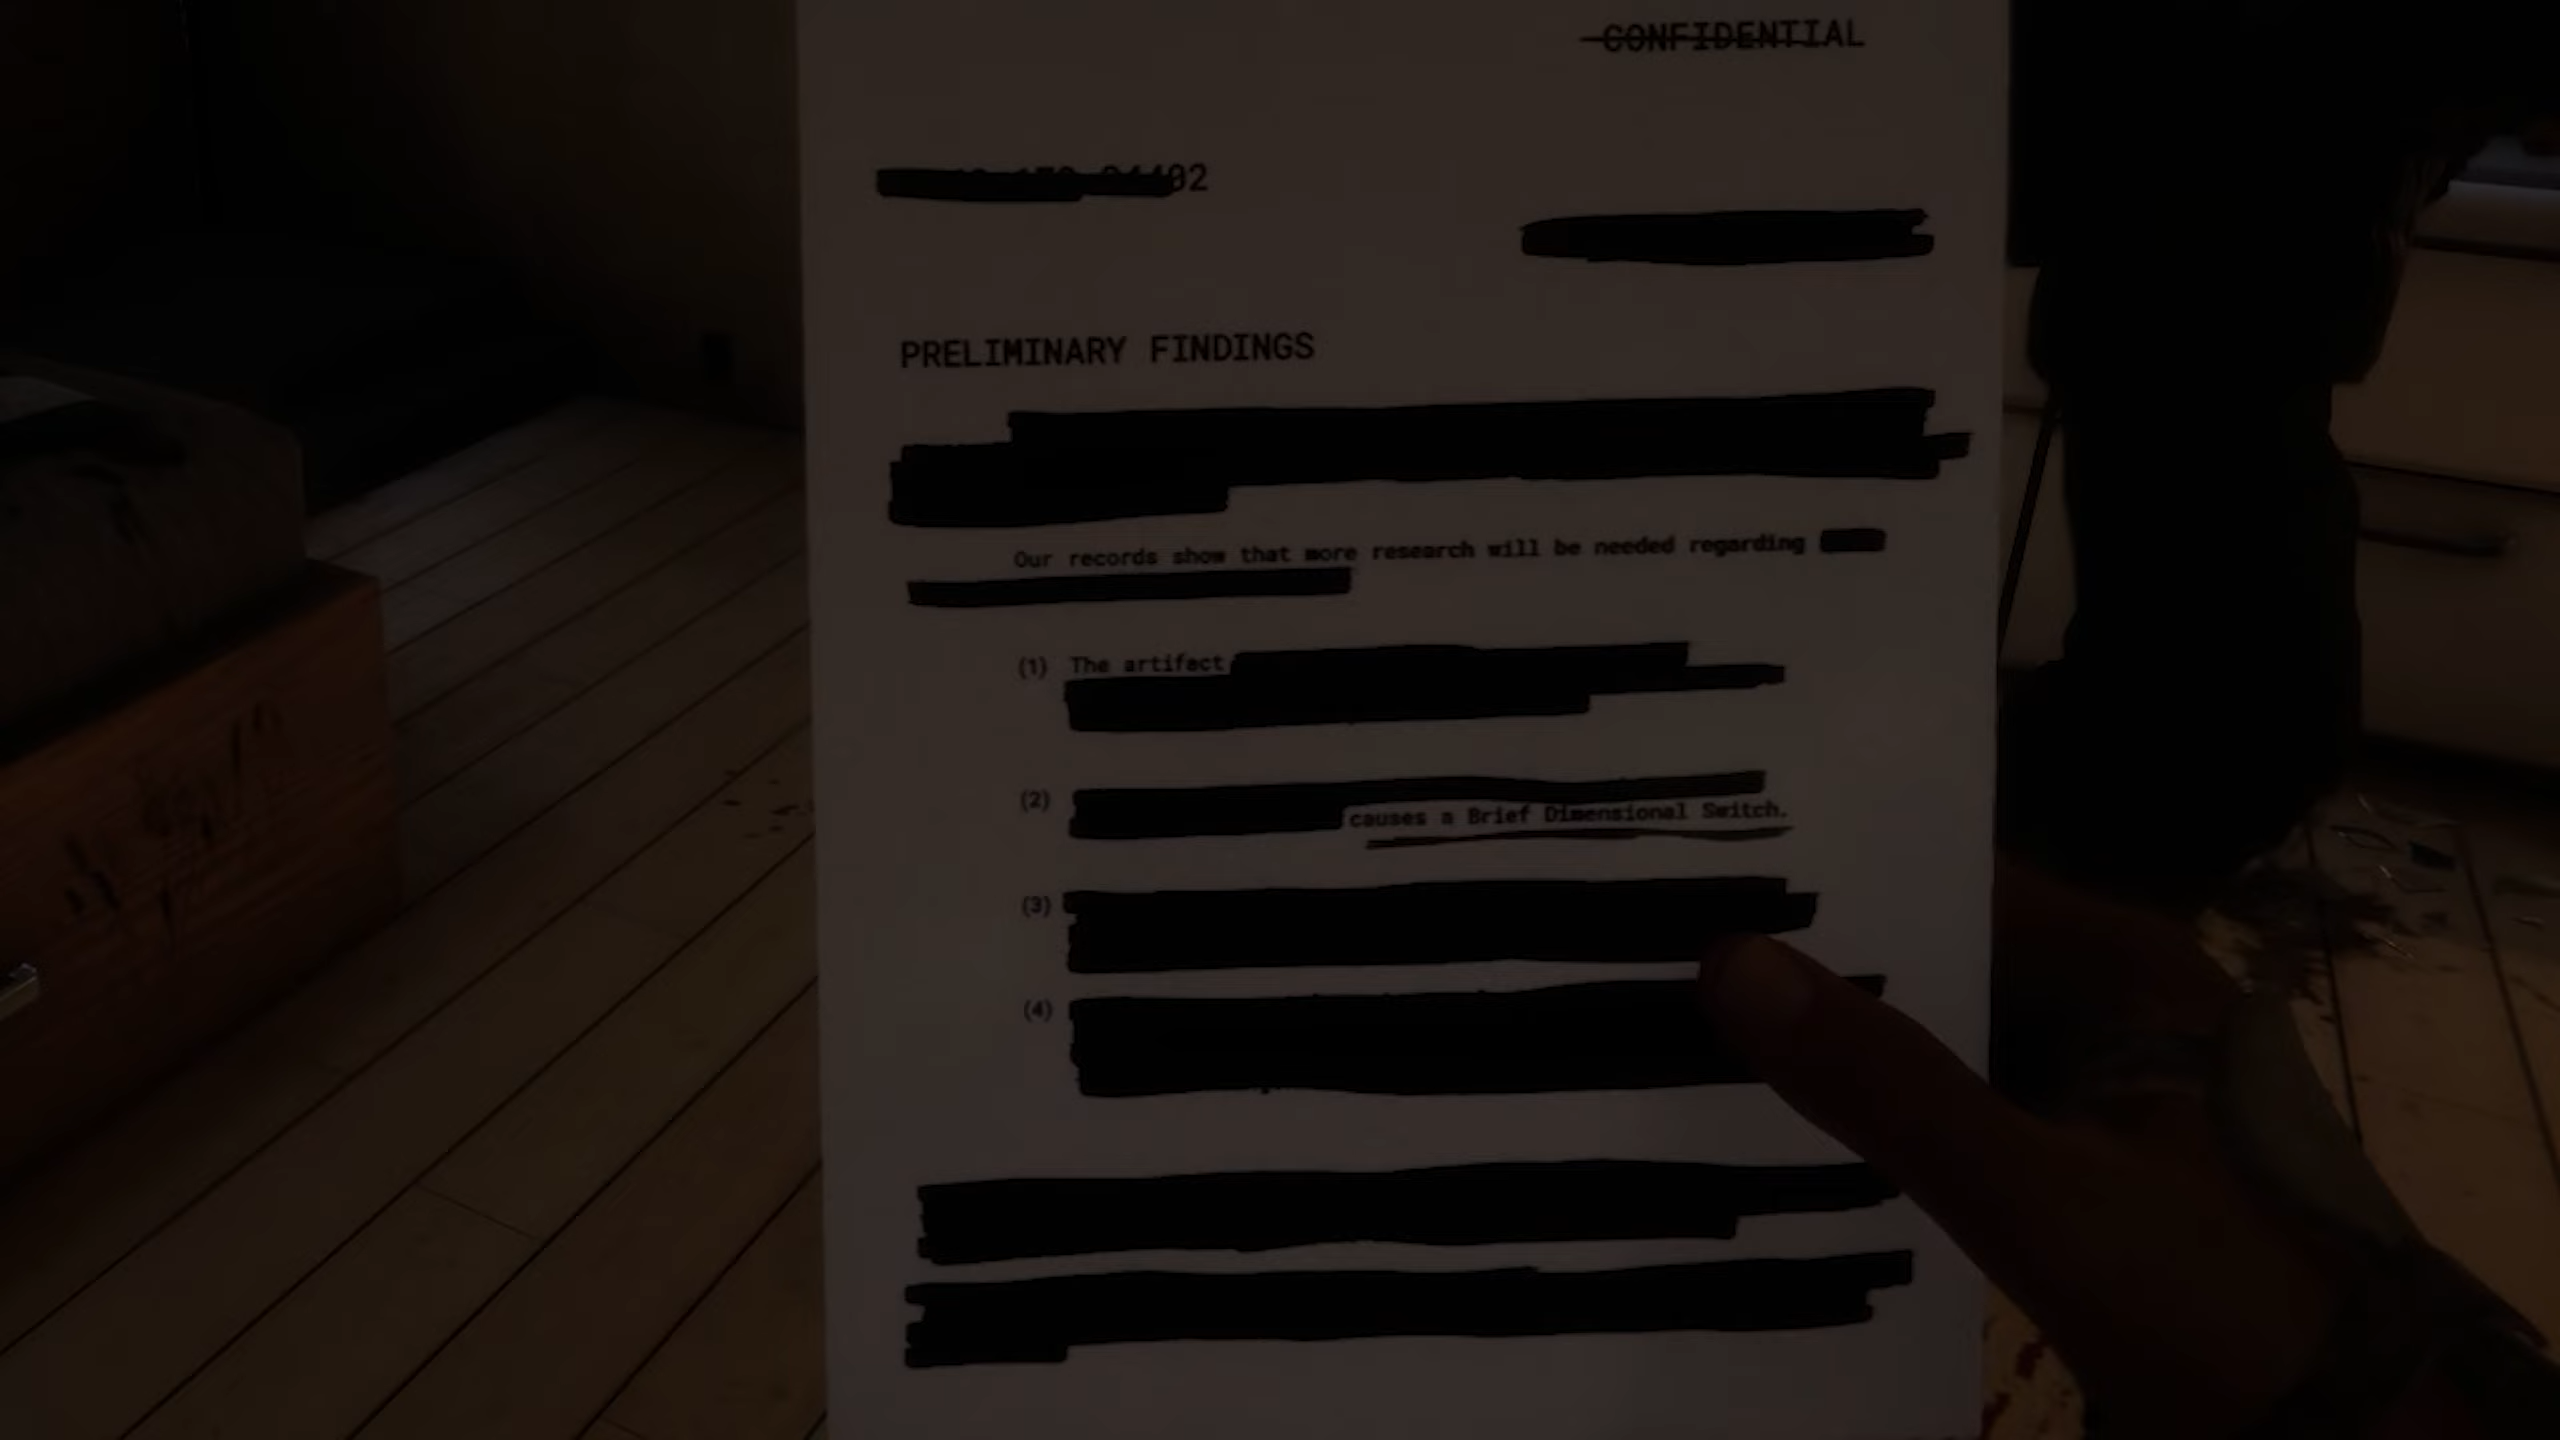 CONFIDENTIAL
02
PRELIMINARY FINDINGS
Our records show that more research will be needed regarding
(1) The artifact
(2)
causes a Brief Dimensional Switch.
(3)
(4)